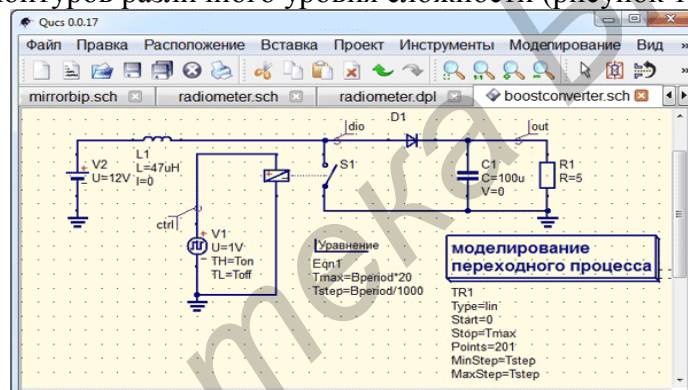 контуров различного уровня сложности (рисунок 1
Qucs 0.0.17
Файл Правка Расположение Вставка Проект Инструменты Моделирование Вид »
mirrorbip.sch radiometer.sch radiometer.dpl boostconverter.sch
dio
D1
out
V2
U=12V
L1
L=47uH
I=0
S1
C1
C=100u
V=0
R1
R=5
ctrl
V1
U=1V
TH=Ton
TL=Toff
Уравнение
Eqn1
Tmax=Bperiod*20
Tstep=Bperiod/1000
моделирование
переходного процесса
TR1
Type=lin
Start=0
Stop=Tmax
Points=201
MinStep=Tstep
MaxStep=Tstep